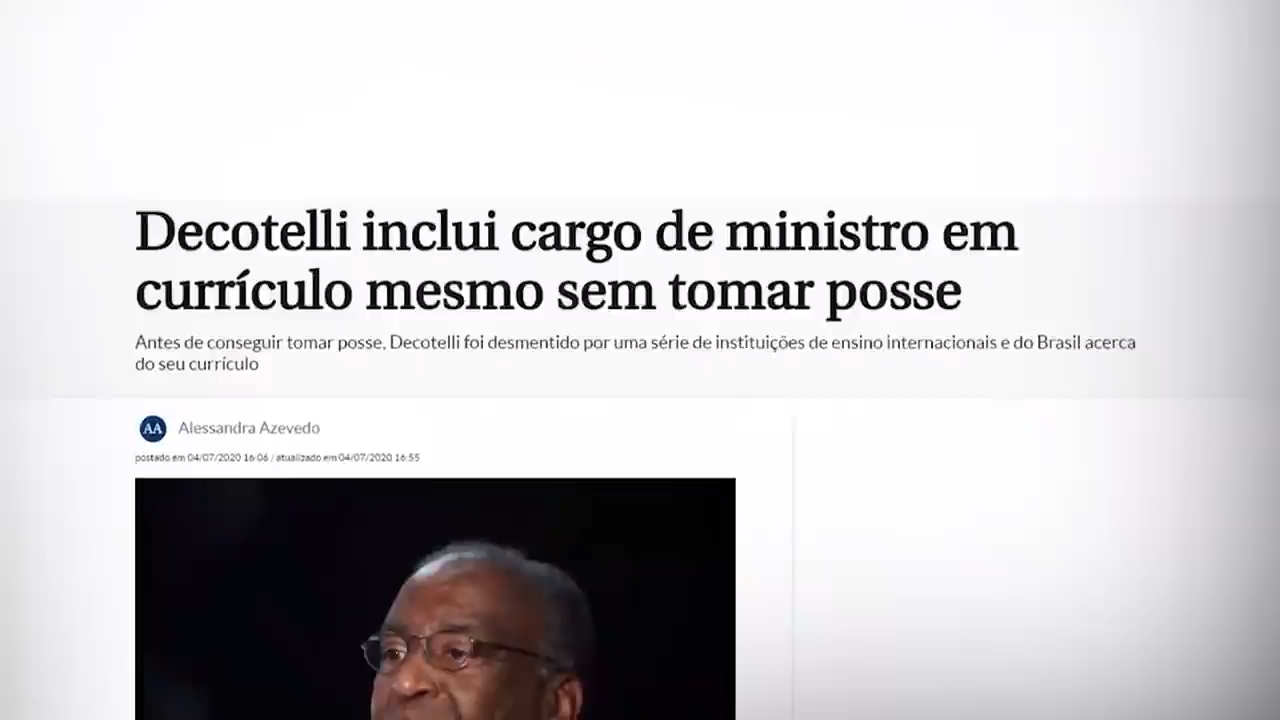 Decotelli inclui cargo de ministro em
currículo mesmo sem tomar posse
Antes de conseguir tomar posse, Decotelli foi desmentido por uma série de instituições de ensino internacionais e do Brasil acerca
do seu currículo
AA Alessandra Azevedo
postado em 04/07/2020 16:06 / atualizado em 04/07/2020 16:55